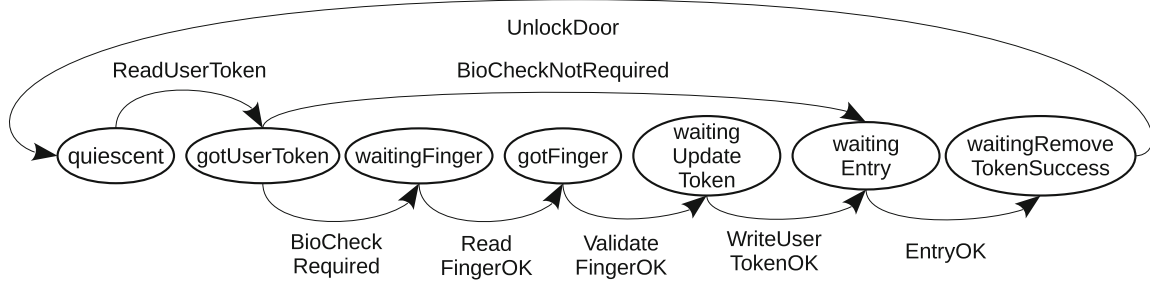 UnlockDoor
ReadUserToken
BioCheckNotRequired
quiescent
gotUserToken
waitingFinger
gotFinger
waiting
Update
Token
waiting
Entry
waitingRemove
TokenSuccess
BioCheck
Required
Read
FingerOK
Validate
FingerOK
WriteUser
TokenOK
EntryOK